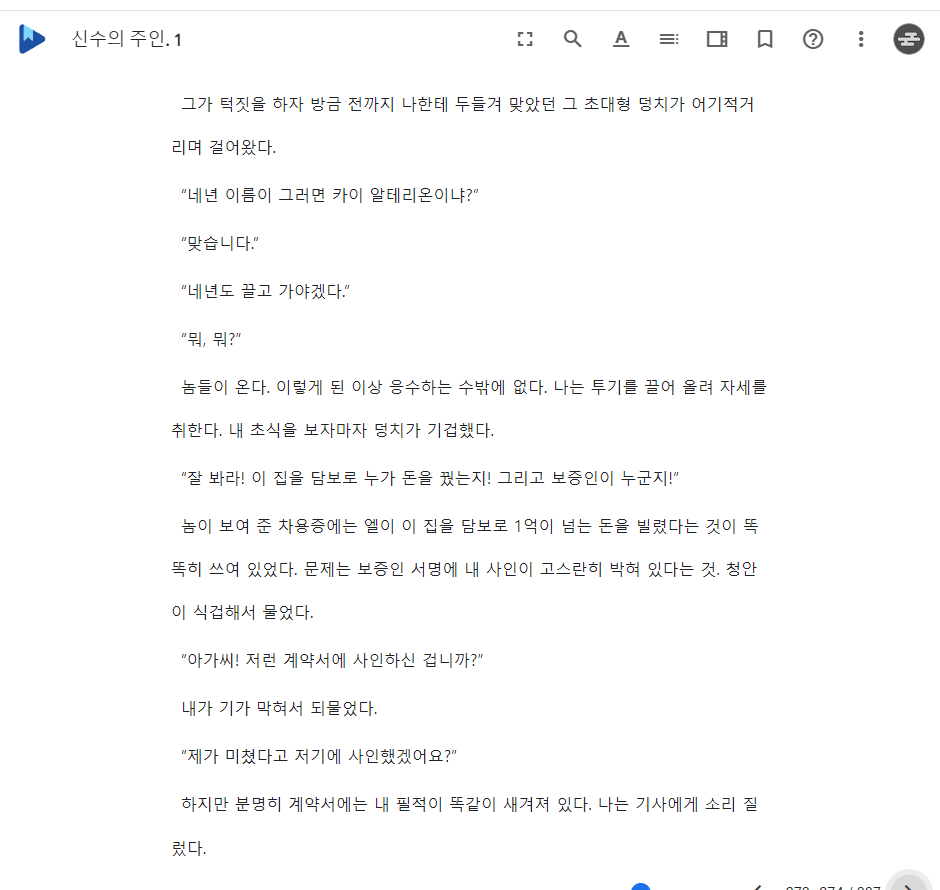 신수의 주인. 1
그가 턱짓을 하자 방금 전까지 나한테 두들겨 맞았던 그 초대형 덩치가 어기적거
리며 걸어왔다.
“네년 이름이 그러면 카이 알테리온이냐?”
“맞습니다.”
“네년도 끌고 가야겠다.”
“뭐, 뭐?”
놈들이 온다. 이렇게 된 이상 응수하는 수밖에 없다. 나는 투기를 끌어 올려 자세를
취한다. 내 초식을 보자마자 덩치가 기겁했다.
“잘 봐라! 이 집을 담보로 누가 돈을 꿨는지! 그리고 보증인이 누군지!”
놈이 보여 준 차용증에는 엘이 이 집을 담보로 1억이 넘는 돈을 빌렸다는 것이 똑
똑히 쓰여 있었다. 문제는 보증인 서명에 내 사인이 고스란히 박혀 있다는 것. 청안
이 식겁해서 물었다.
“아가씨! 저런 계약서에 사인하신 겁니까?”
내가 기가 막혀서 되물었다.
“제가 미쳤다고 저기에 사인했겠어요?”
하지만 분명히 계약서에는 내 필적이 똑같이 새겨져 있다. 나는 기사에게 소리 질
렀다.